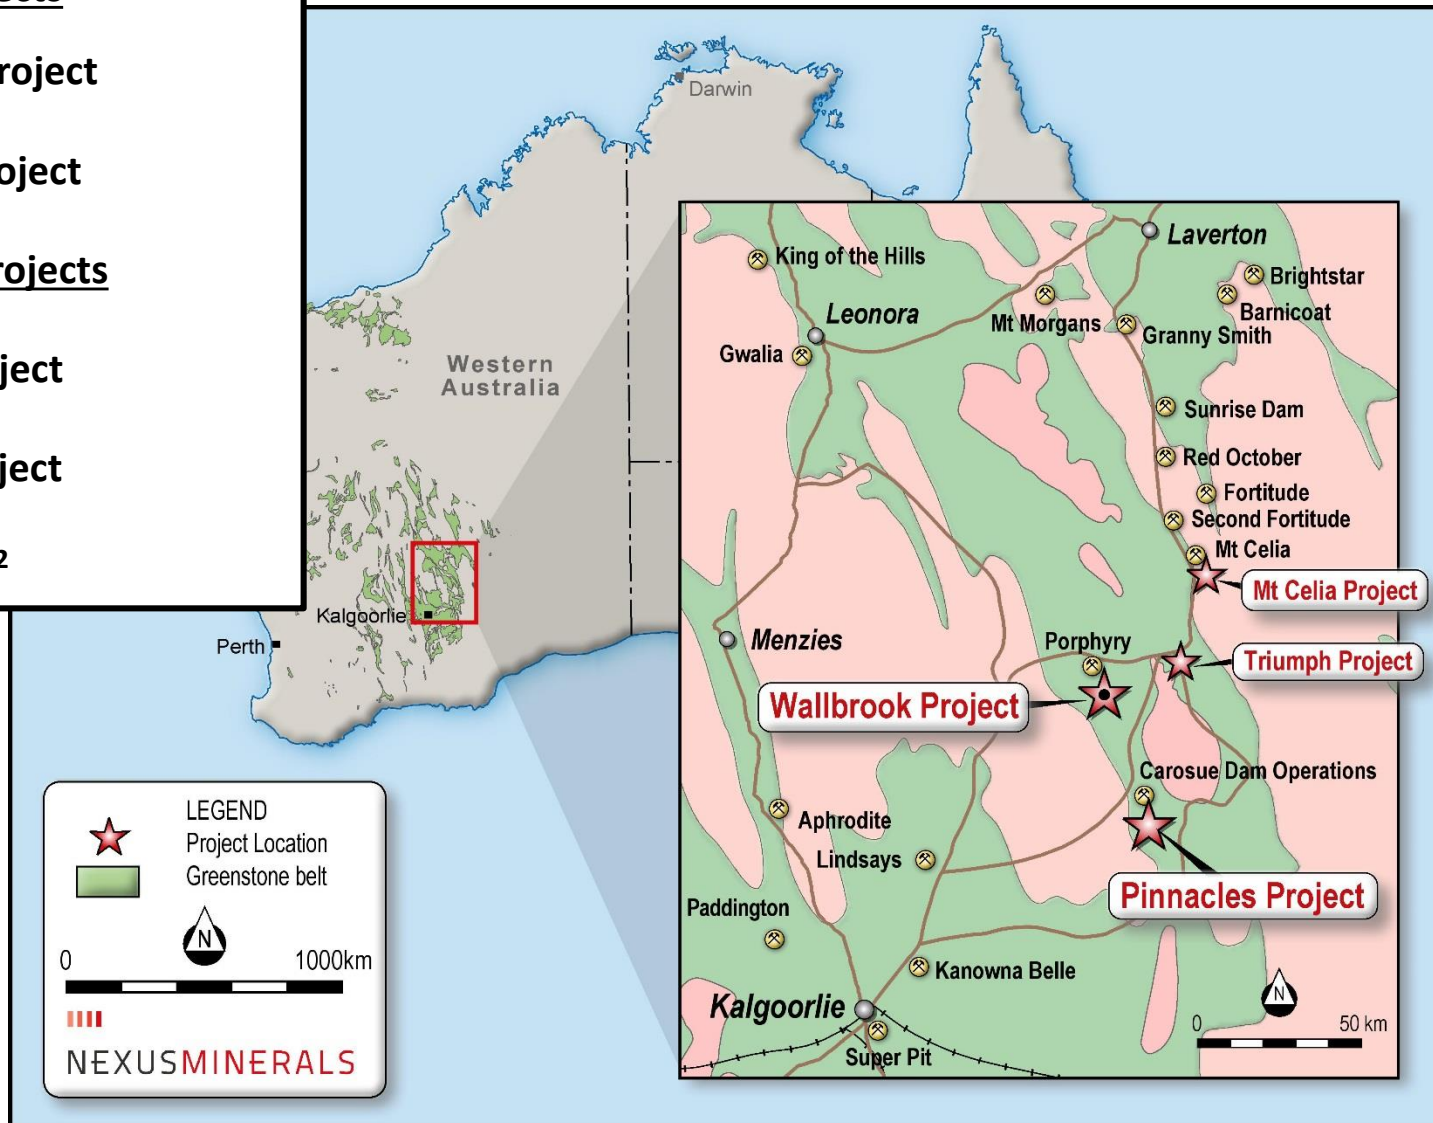 roject
oject
rojects
ject
ject
2
Darwin
Western
Australia
Kalgoorlie
Perth
King of the Hills
Laverton
Brightstar
Barnicoat
Leonora
Mt Morgans
Granny Smith
Gwalia
Sunrise Dam
Red October
Fortitude
Second Fortitude
Mt Celia
Mt Celia Project
Menzies
Porphyry
Triumph Project
Wallbrook Project
Carosue Dam Operations
Aphrodite
Lindsays
Pinnacles Project
Paddington
Kanowna Belle
Kalgoorlie
Super Pit
N
0 50 km
LEGEND
Project Location
Greenstone belt
N
0 1000km
NEXUSMINERALS